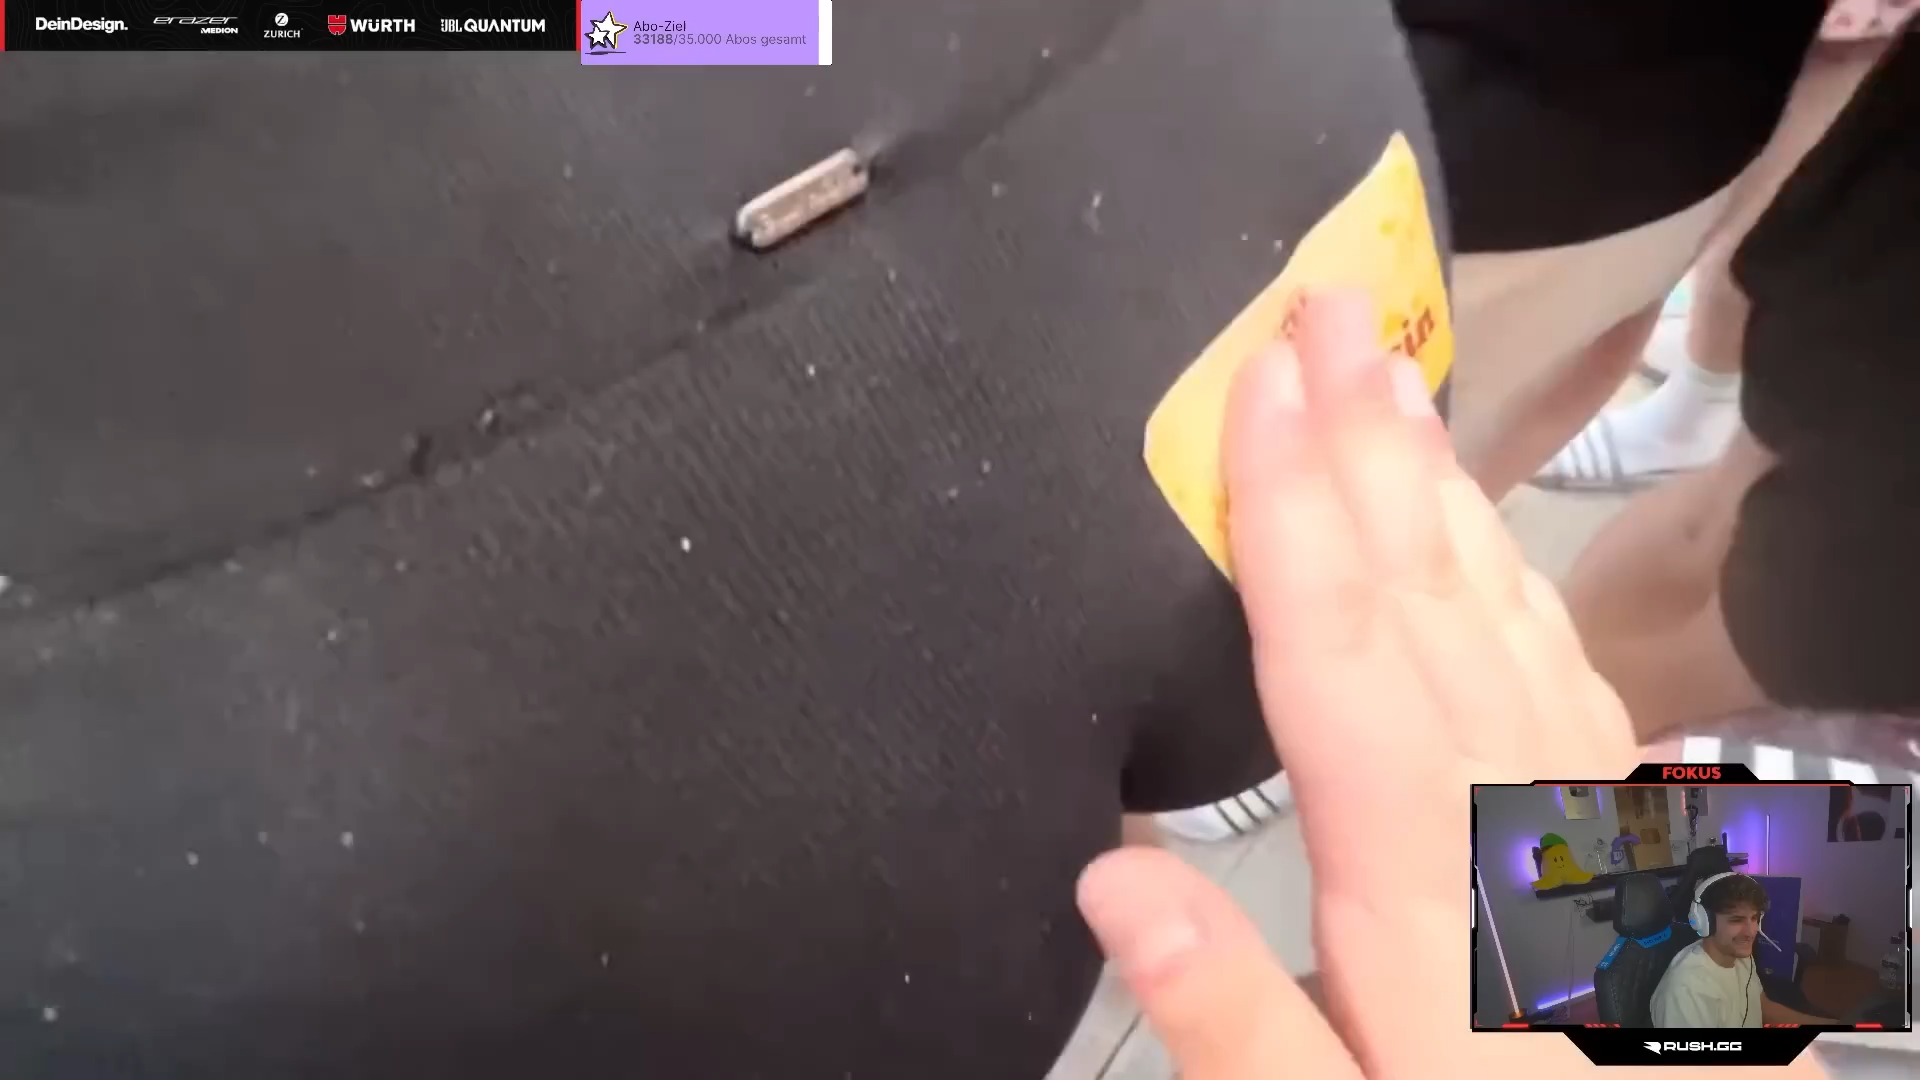 DeinDesign.
erazer
MEDION
ZURICH
WÜRTH
JBL QUANTUM
Abo-Ziel
33188/35.000 Abos gesamt
FOKUS
RUSH.GG